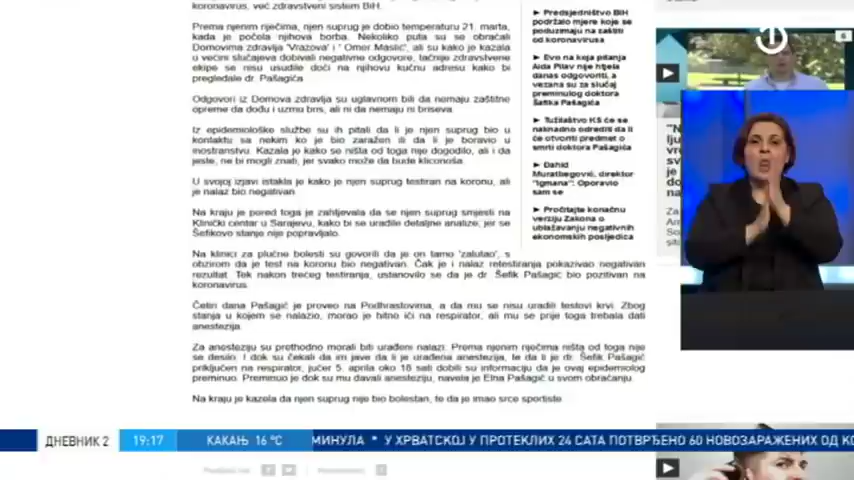 koronavirus, već zdravstveni sistem BiH.
Prema njenim riječima, njen suprug je dobio temperaturu 21. marta,
kada je počela njihova borba. Nekoliko puta su se obraćali
Domovima zdravlja 'Vrazova' i ' Omer Maslić', ali su kako je kazala
u većini slučajeva dobivali negativne odgovore, tačnije zdravstvene
ekipe se nisu usudile doći na njihovu kućnu adresu kako bi
pregledale dr. Pašagića
Odgovori iz Domova zdravlja su uglavnom bili da nemaju zaštitne
opreme da dođu i uzmu bris, ali ni da nemaju ni briseva.
Iz epidemiološke službe su ih pitali da li je njen suprug bio u
kontaktu sa nekim ko je bio zaražen ili da li je boravio u
inostranstvu. Kazala je kako se ništa od toga nije dogodilo, ali i da
jeste, ne bi mogli znati, jer svako može da bude kliconoša.
U svojoj izjavi istakla je kako je njen suprug testiran na koronu, ali
je nalaz bio negativan.
Na kraju je pored toga je zahtjevala da se njen suprug smjesti na
Klinički centar u Sarajevu, kako bi se uradile detaljne analize, jer se
Šefikovo stanje nije popravljalo.
Na klinici za plućne bolesti su govorili da je on tamo 'zalutao', s
obzirom da je test na koronu bio negativan. Čak je i nalaz retestiranja pokazivao negativan
rezultat. Tek nakon trećeg testiranja, ustanovilo se da je dr. Šefik Pašagić bio pozitivan na
koronavirus.
Četiri dana Pašagić je proveo na Podhrastovima, a da mu se nisu uradili testovi krvi. Zbog
stanja u kojem se nalazio, morao je hitno ići na respirator, ali mu se prije toga trebala dati
anestezija.
Za anesteziju su prethodno morali biti urađeni nalazi. Prema njenim riječima ništa od toga nije
se desilo. I dok su čekali da im jave da li je urađena anestezija, te da li je dr. Šefik Pašagić
priključen na respirator, jučer 5. aprila oko 18 sati dobili su informaciju da je ovaj epidemiolog
preminuo. Preminuo je dok su mu davali anesteziju, navela je Elna Pašagić u svom obraćanju.
Na kraju je kazala da njen suprug nije bio bolestan, te da je imao srce sportiste
► Predsjedništvo BiH
podržalo mjere koje se
poduzimaju na zaštiti
od koronavirusa
► Evo na koja pitanja
Aida Pilav nije htjela
danas odgovoriti, a
vezana su za slučaj
preminulog doktora
Šefika Pašagića
► Tužilaštvo KS će se
naknadno odrediti da li
će otvoriti predmet o
smrti doktora Pašagića
► Dahid
Muratbegović, direktor
"Igmana": Oporavio
sam se
► Pročitajte konačnu
verziju Zakona o
ublažavanju negativnih
ekonomskih posljedica
1
ДНЕВНИК 2 19:17 КАКАЊ 16 °C МИНУЛА * У ХРВАТСКОЈ У ПРОТЕКЛИХ 24 САТА ПОТВРЂЕНО 60 НОВОЗАРАЖЕНИХ ОД КО